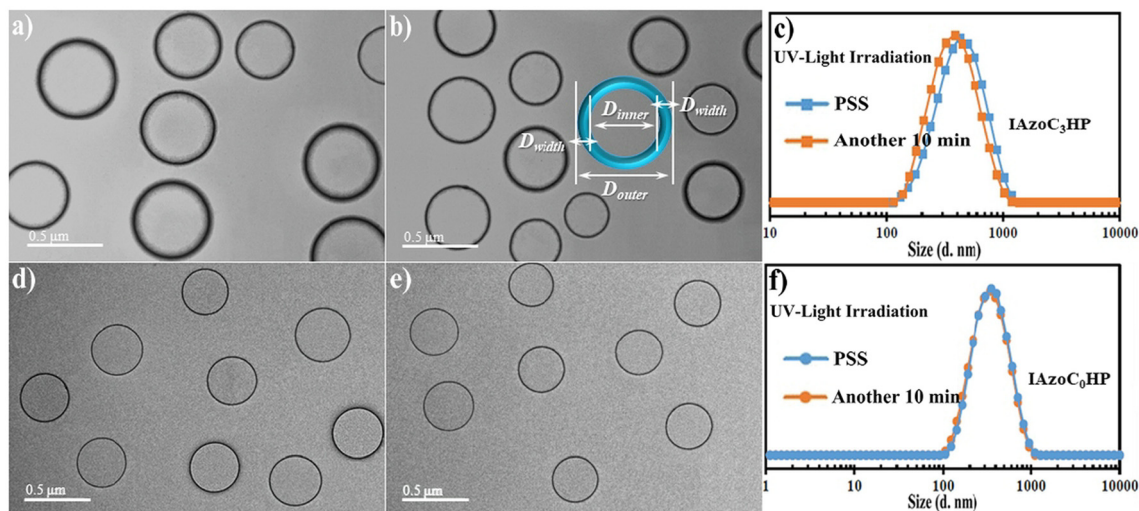 a)
0.5 μm
b)
D_inner
D_width
D_width
D_outer
0.5 μm
c)
UV-Light Irradiation
PSS
Another 10 min
IAzoC₃HP
10
100
1000
10000
Size (d. nm)
d)
0.5 μm
e)
0.5 μm
f)
UV-Light Irradiation
PSS
Another 10 min
IAzoC₀HP
1
10
100
1000
10000
Size (d. nm)